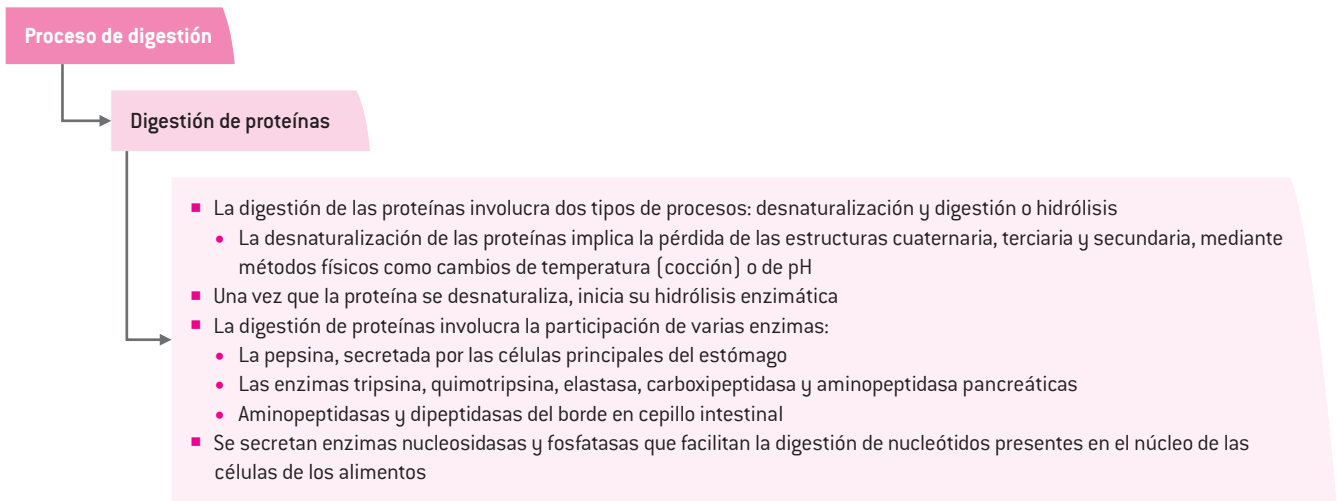 Proceso de digestión
Digestión de proteínas
▪ La digestión de las proteínas involucra dos tipos de procesos: desnaturalización y digestión o hidrólisis
• La desnaturalización de las proteínas implica la pérdida de las estructuras cuaternaria, terciaria y secundaria, mediante
métodos físicos como cambios de temperatura (cocción) o de pH
▪ Una vez que la proteína se desnaturaliza, inicia su hidrólisis enzimática
▪ La digestión de proteínas involucra la participación de varias enzimas:
• La pepsina, secretada por las células principales del estómago
• Las enzimas tripsina, quimotripsina, elastasa, carboxipeptidasa y aminopeptidasa pancreáticas
• Aminopeptidasas y dipeptidasas del borde en cepillo intestinal
▪ Se secretan enzimas nucleosidasas y fosfatasas que facilitan la digestión de nucleótidos presentes en el núcleo de las
células de los alimentos